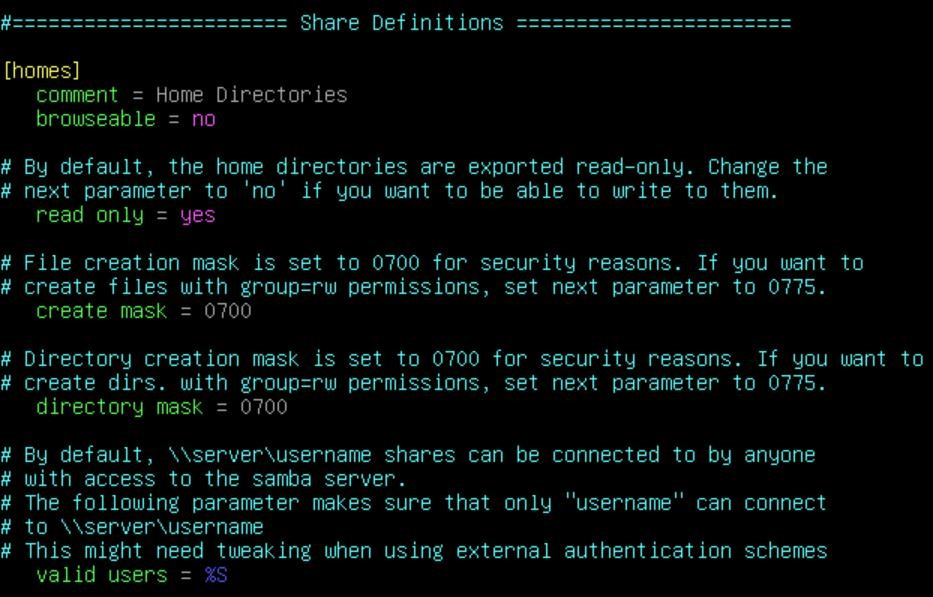 #======================= Share Definitions =======================
[homes]
comment = Home Directories
browseable = no
# By default, the home directories are exported read-only. Change the
# next parameter to 'no' if you want to be able to write to them.
read only = yes
# File creation mask is set to 0700 for security reasons. If you want to
# create files with group=rw permissions, set next parameter to 0775.
create mask = 0700
# Directory creation mask is set to 0700 for security reasons. If you want to
# create dirs. with group=rw permissions, set next parameter to 0775.
directory mask = 0700
# By default, \\server\username shares can be connected to by anyone
# with access to the samba server.
# The following parameter makes sure that only "username" can connect
# to \\server\username
# This might need tweaking when using external authentication schemes
valid users = %S